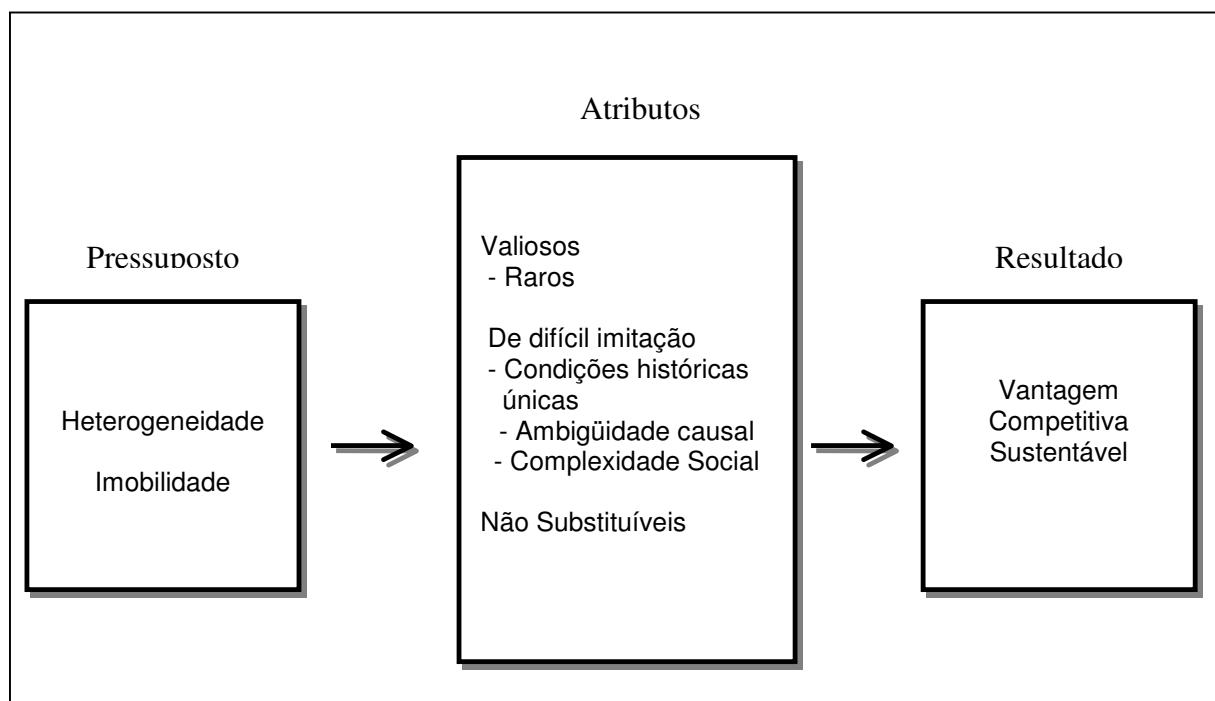 Atributos
Pressuposto
Resultado
Heterogeneidade
Imobilidade
Valiosos
- Raros
De difícil imitação
- Condições históricas
únicas
- Ambigüidade causal
- Complexidade Social
Não Substituíveis
Vantagem
Competitiva
Sustentável